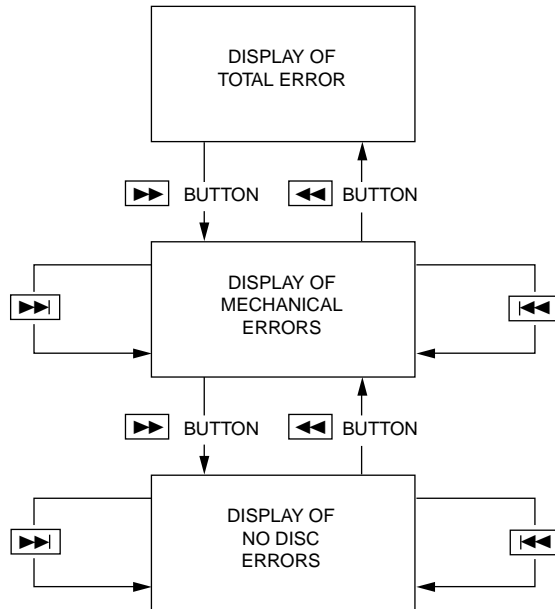 DISPLAY OF
TOTAL ERROR
BUTTON BUTTON
DISPLAY OF
MECHANICAL
ERRORS
BUTTON BUTTON
DISPLAY OF
NO DISC
ERRORS